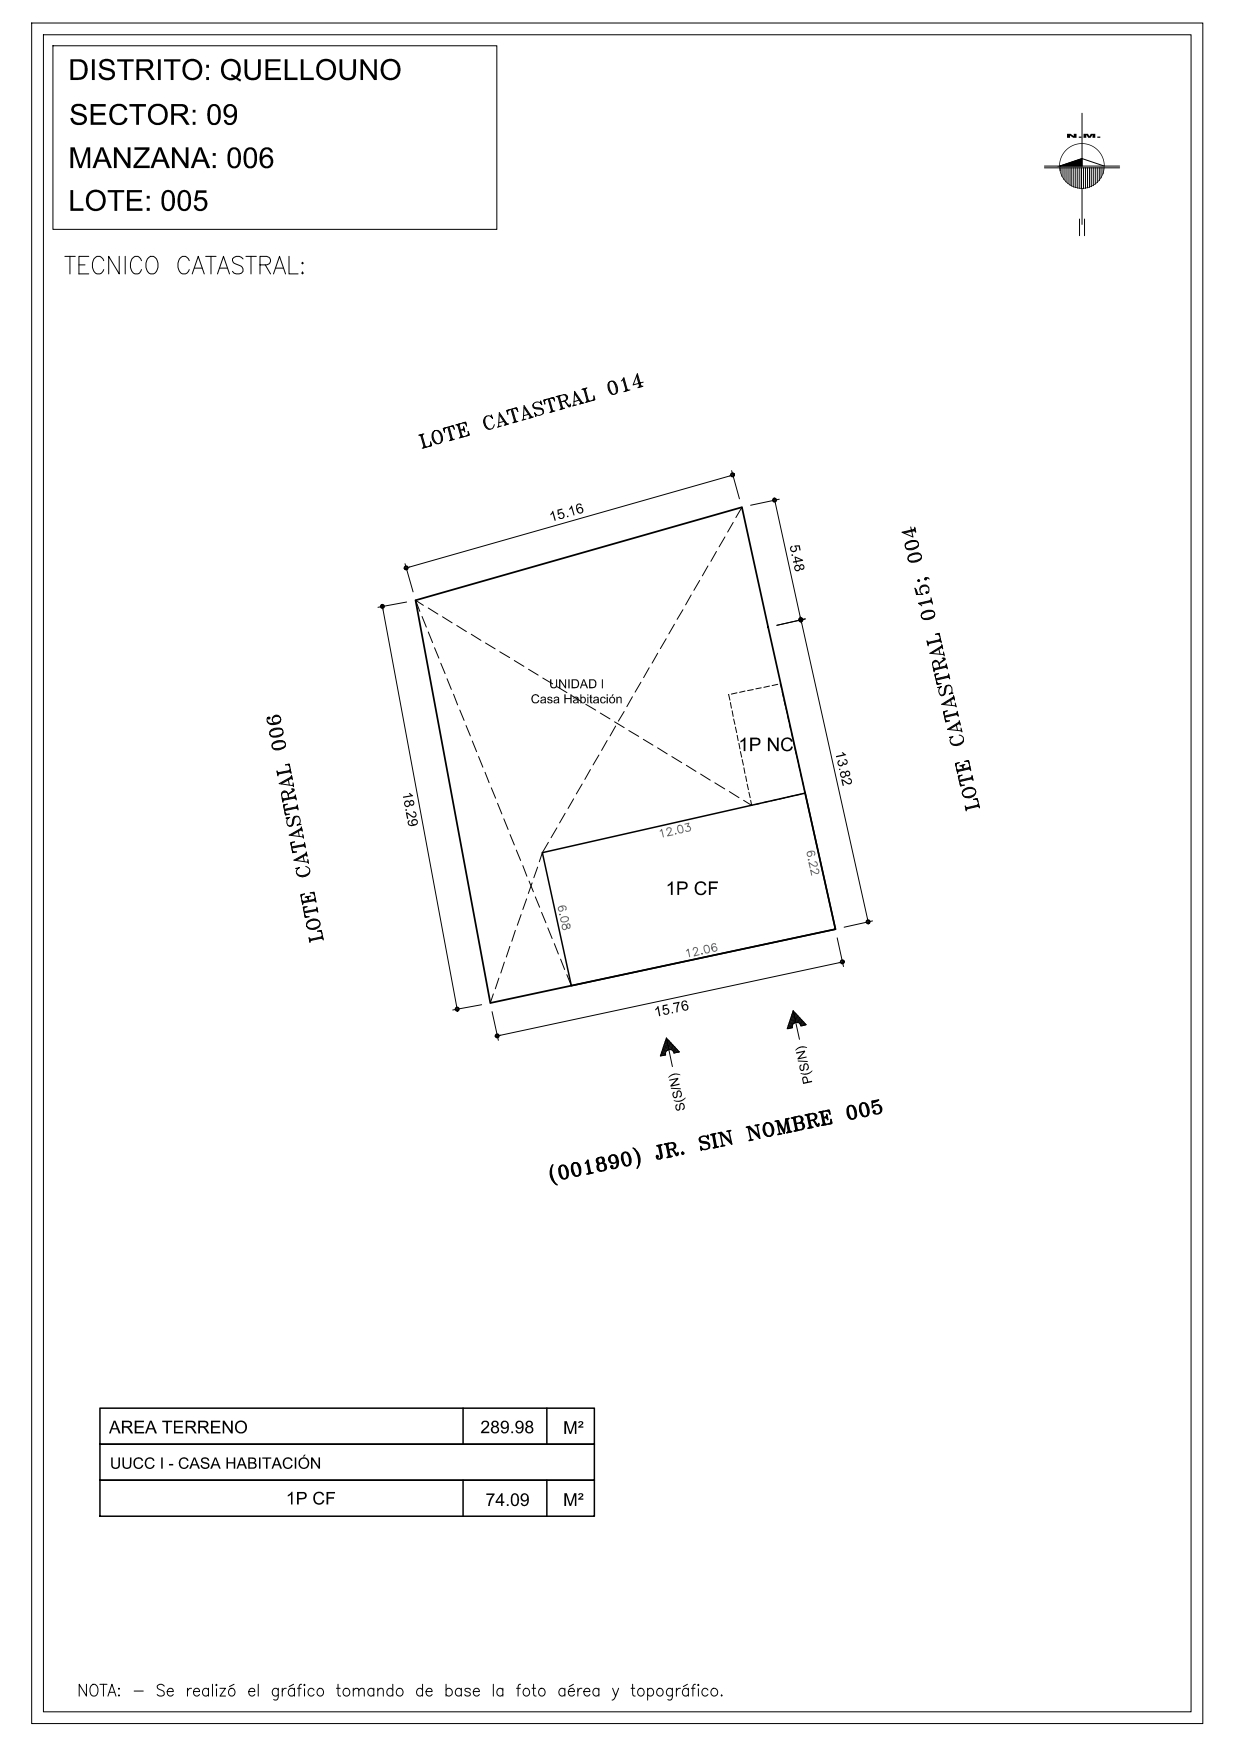 DISTRITO: QUELLOUNO
SECTOR: 09
MANZANA: 006
LOTE: 005
N.M.
TECNICO CATASTRAL:
LOTE CATASTRAL 014
15.16
5.48
LOTE CATASTRAL 015; 004
UNIDAD I
Casa Habitación
1P NC
13.82
LOTE CATASTRAL 006
18.29
12.03
6.22
1P CF
6.08
12.06
15.76
S(S/N)
P(S/N)
(001890) JR. SIN NOMBRE 005
AREA TERRENO 289.98 M²
UUCC I - CASA HABITACIÓN
1P CF 74.09 M²
NOTA: - Se realizó el gráfico tomando de base la foto aérea y topográfico.